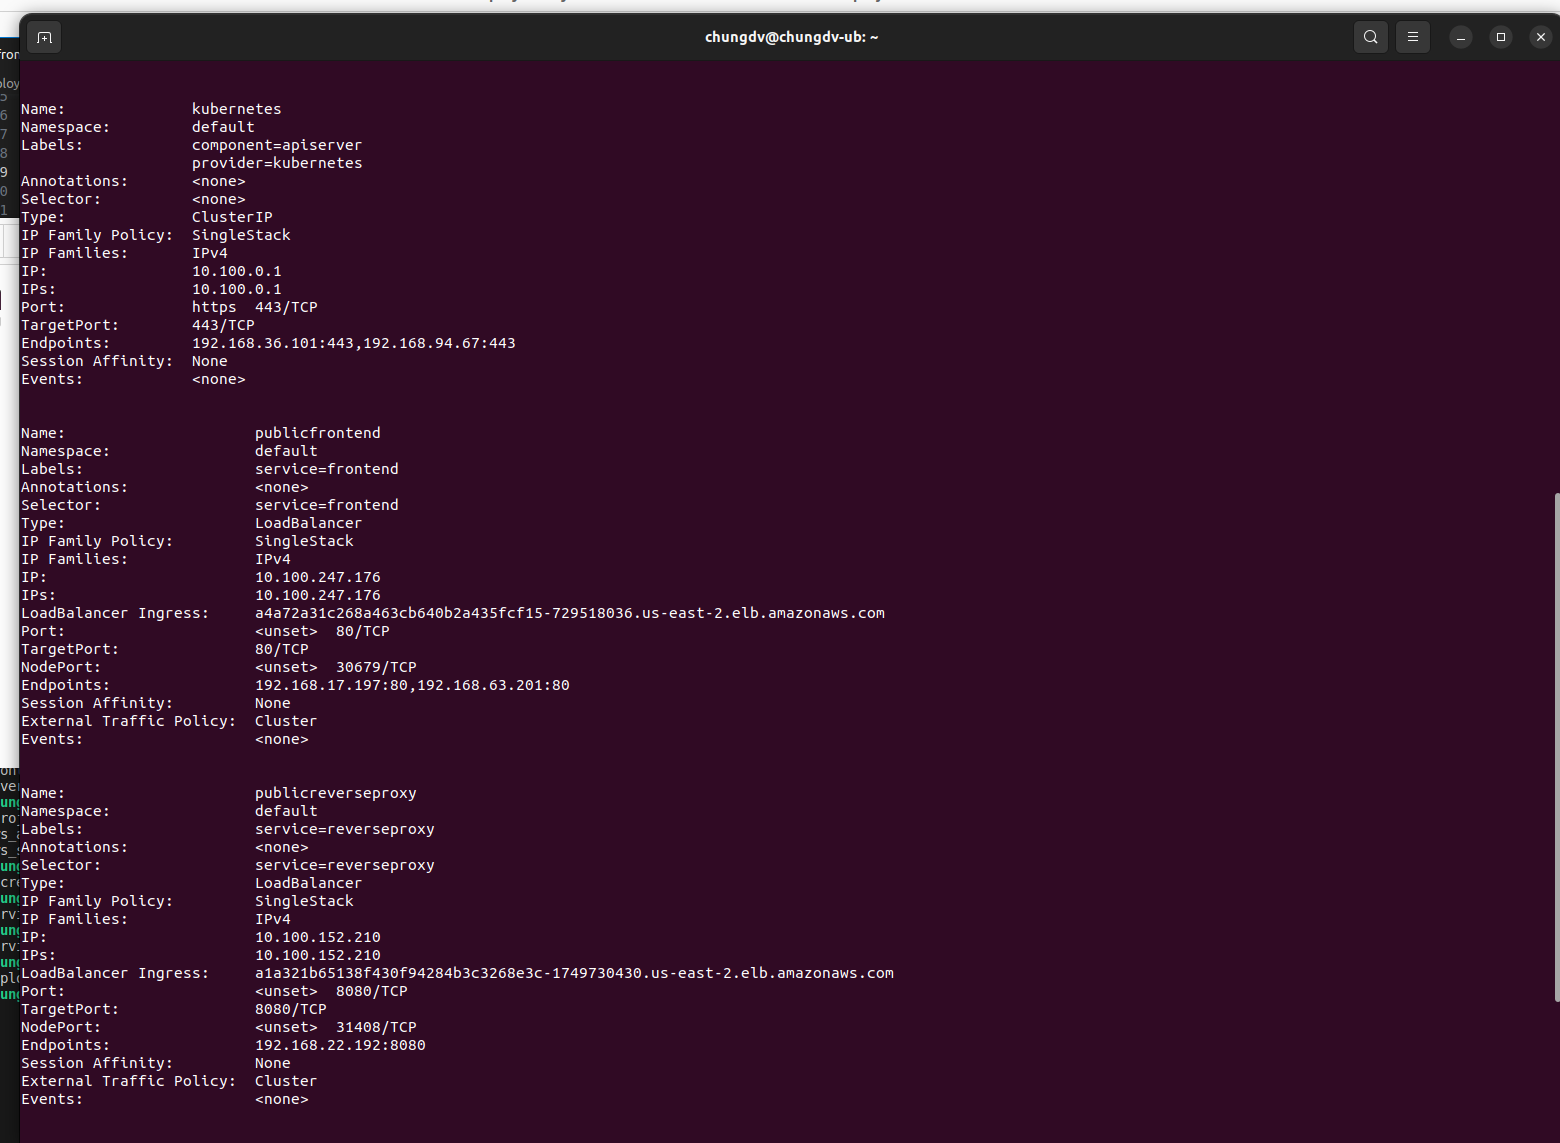 chungdv@chungdv-ub: ~
Name: kubernetes
Namespace: default
Labels: component=apiserver
provider=kubernetes
Annotations: <none>
Selector: <none>
Type: ClusterIP
IP Family Policy: SingleStack
IP Families: IPv4
IP: 10.100.0.1
IPs: 10.100.0.1
Port: https 443/TCP
TargetPort: 443/TCP
Endpoints: 192.168.36.101:443,192.168.94.67:443
Session Affinity: None
Events: <none>
Name: publicfrontend
Namespace: default
Labels: service=frontend
Annotations: <none>
Selector: service=frontend
Type: LoadBalancer
IP Family Policy: SingleStack
IP Families: IPv4
IP: 10.100.247.176
IPs: 10.100.247.176
LoadBalancer Ingress: a4a72a31c268a463cb640b2a435fcf15-729518036.us-east-2.elb.amazonaws.com
Port: <unset> 80/TCP
TargetPort: 80/TCP
NodePort: <unset> 30679/TCP
Endpoints: 192.168.17.197:80,192.168.63.201:80
Session Affinity: None
External Traffic Policy: Cluster
Events: <none>
Name: publicreverseproxy
Namespace: default
Labels: service=reverseproxy
Annotations: <none>
Selector: service=reverseproxy
Type: LoadBalancer
IP Family Policy: SingleStack
IP Families: IPv4
IP: 10.100.152.210
IPs: 10.100.152.210
LoadBalancer Ingress: a1a321b65138f430f94284b3c3268e3c-1749730430.us-east-2.elb.amazonaws.com
Port: <unset> 8080/TCP
TargetPort: 8080/TCP
NodePort: <unset> 31408/TCP
Endpoints: 192.168.22.192:8080
Session Affinity: None
External Traffic Policy: Cluster
Events: <none>